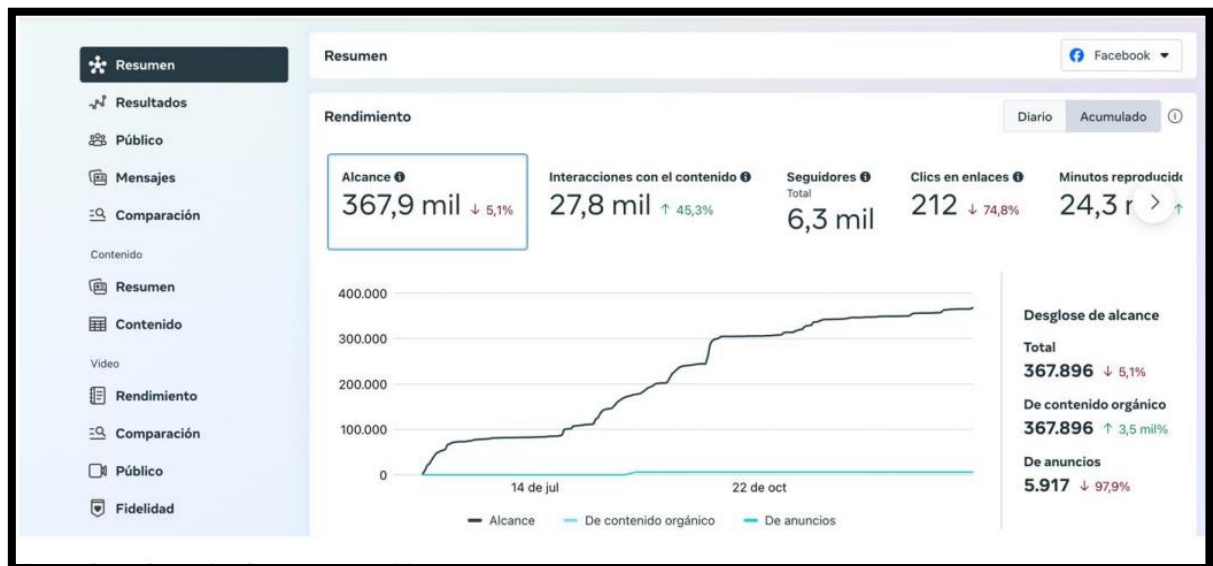 Resumen
Resultados
Público
Mensajes
Comparación
Contenido
Resumen
Contenido
Video
Rendimiento
Comparación
Público
Fidelidad
Resumen
Facebook
Rendimiento
Diario Acumulado
Alcance
367,9 mil ↓ 5,1%
Interacciones con el contenido
27,8 mil ↑ 45,3%
Seguidores
Total
6,3 mil
Clics en enlaces
212 ↓ 74,8%
Minutos
24,3
400.000
300.000
200.000
100.000
0
14 de jul 22 de oct
Alcance De contenido orgánico De anuncios
Desglose de alcance
Total
367.896 ↓ 5,1%
De contenido orgánico
367.896 ↑ 3,5 mil%
De anuncios
5.917 ↓ 97,9%